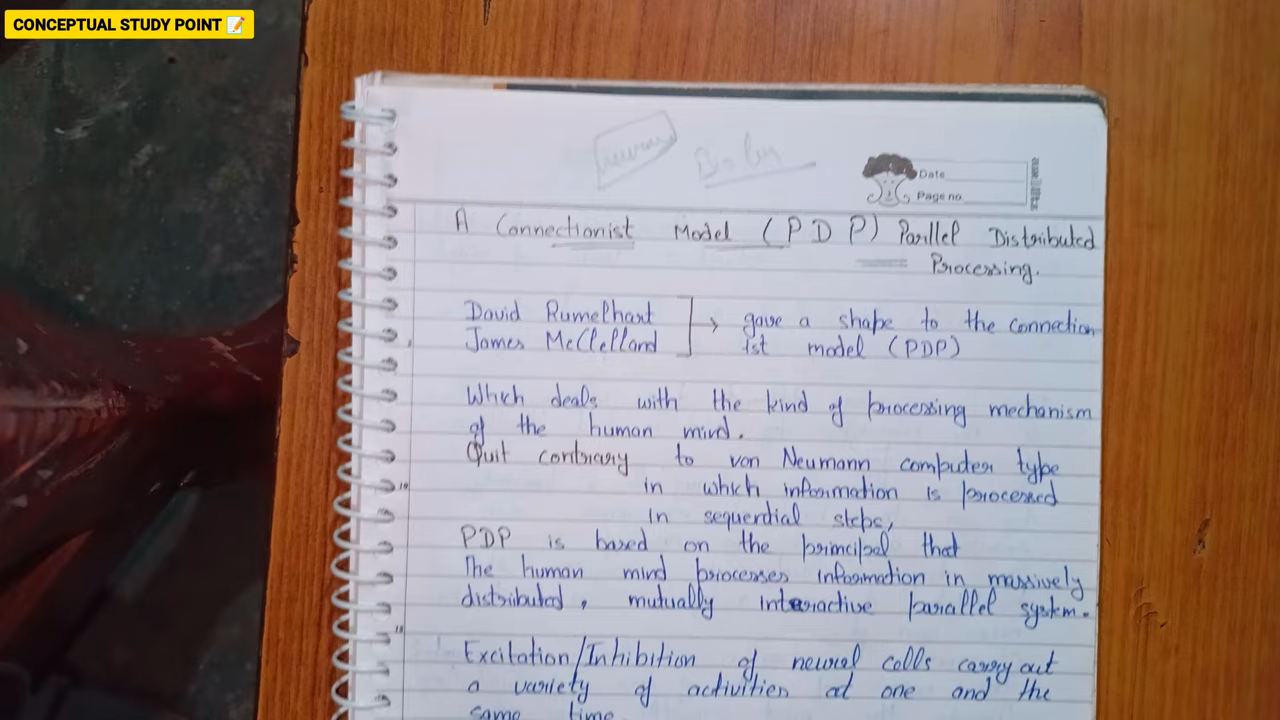 CONCEPTUAL STUDY POINT 📝
Date
Page no.
A Connectionist Model (PDP) Parillel Distributed
Processing.
David Rumelhart
James McClelland
gave a shape to the connection
ist model (PDP)
Which deals with the kind of processing mechanism
of the human mind.
Quit contriary to von Neumann computer type
in which information is processed
in sequerdial steps,
PDP is based on the principal that
The human mind processes information in massively
distributed, mutually interactive parallel system.
Excitation/Inhibition of neural cells carry out
a variety of activities at one and the
same time